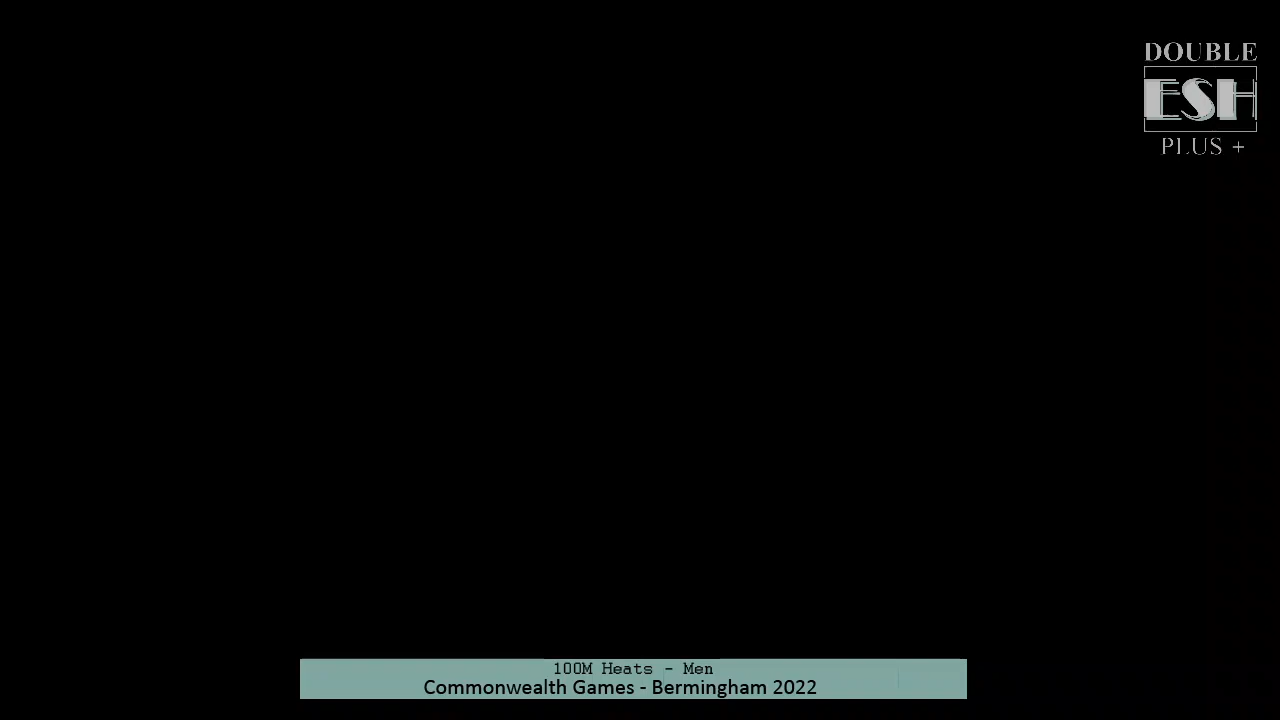 DOUBLE
ESH
PLUS +
100M Heats - Men
Commonwealth Games - Bermingham 2022